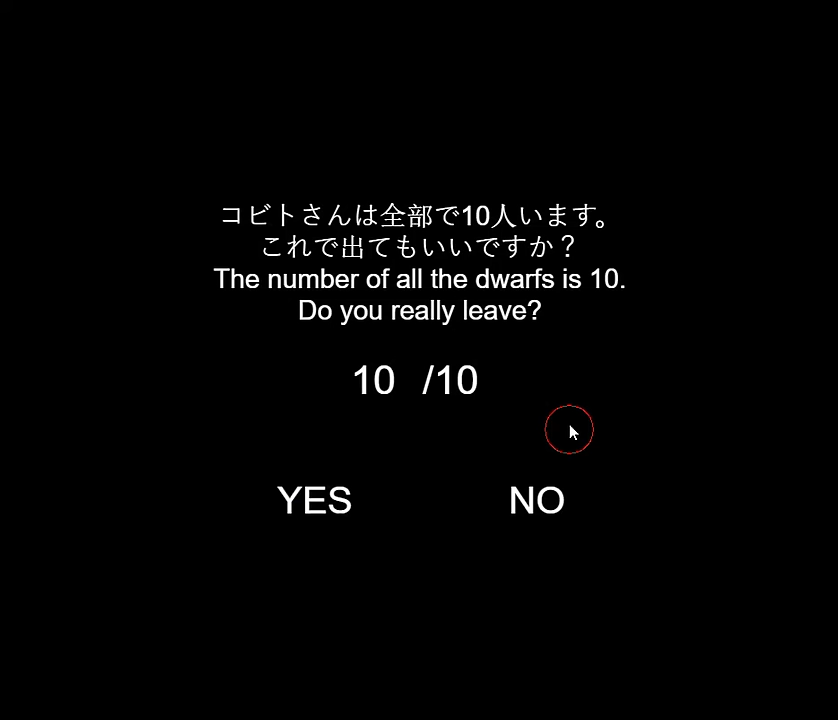 コビトさんは全部で10人います。
これで出てもいいですか？
The number of all the dwarfs is 10.
Do you really leave?
10 /10
YES NO